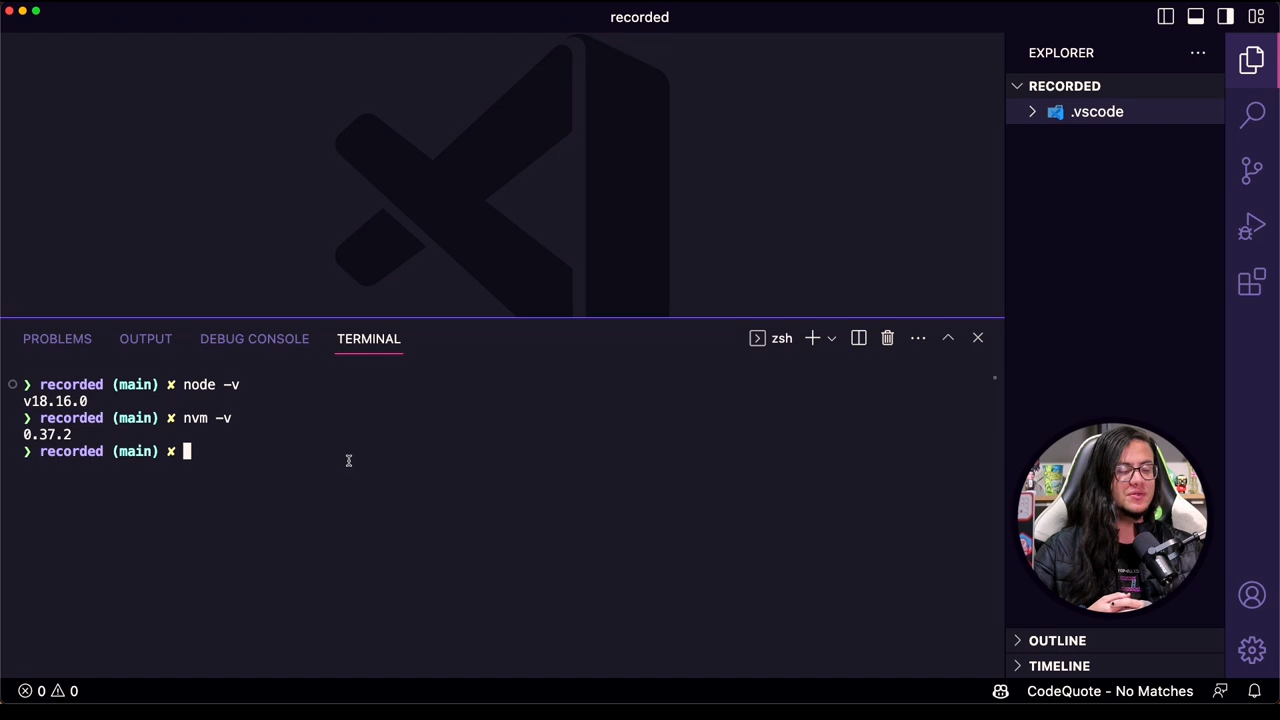 recorded
EXPLORER
RECORDED
.vscode
PROBLEMS
OUTPUT
DEBUG CONSOLE
TERMINAL
zsh
❯ recorded (main) ✘ node -v
v18.16.0
❯ recorded (main) ✘ nvm -v
0.37.2
❯ recorded (main) ✘
OUTLINE
TIMELINE
0 0
CodeQuote - No Matches